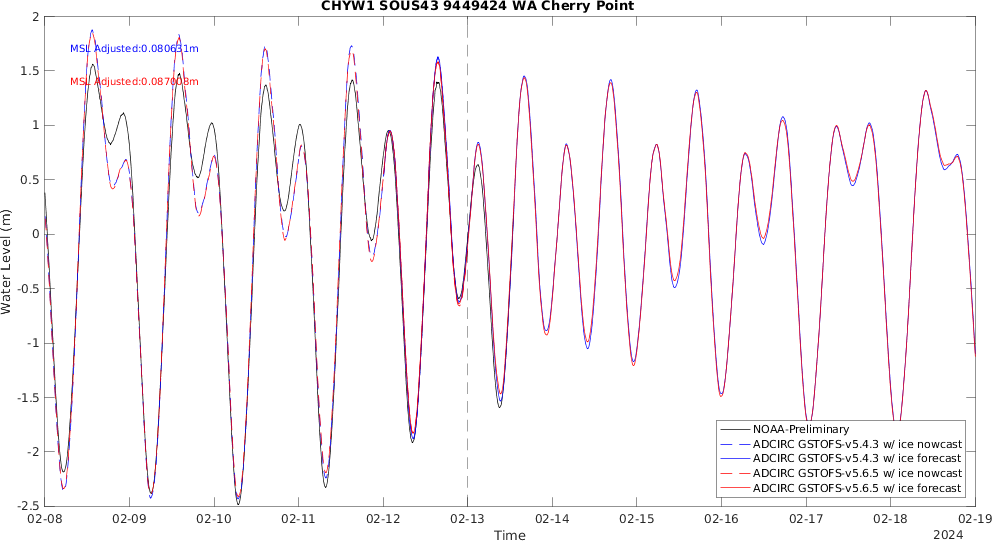 CHYW1 SOUS43 9449424 WA Cherry Point
2
1.5
1
0.5
0
-0.5
-1
-1.5
-2
-2.5
Water Level (m)
MSL Adjusted:0.080631m
MSL Adjusted:0.087003m
NOAA-Preliminary
ADCIRC GSTOFS-v5.4.3 w/ ice nowcast
ADCIRC GSTOFS-v5.4.3 w/ ice forecast
ADCIRC GSTOFS-v5.6.5 w/ ice nowcast
ADCIRC GSTOFS-v5.6.5 w/ ice forecast
02-08 02-09 02-10 02-11 02-12 02-13 02-14 02-15 02-16 02-17 02-18 02-19
Time
2024